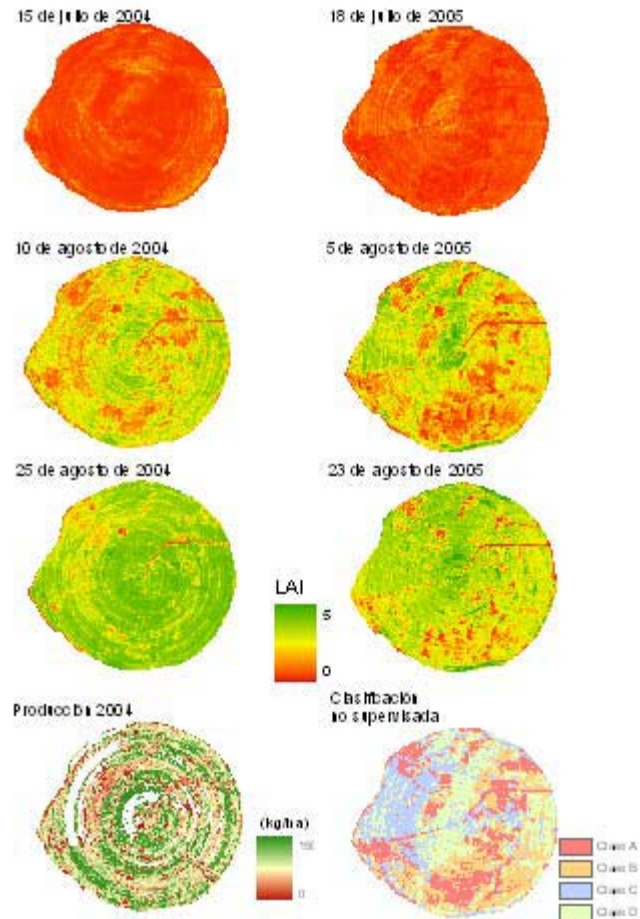 15 de julio de 2004
18 de julio de 2005
10 de agosto de 2004
5 de agosto de 2005
25 de agosto de 2004
23 de agosto de 2005
LAI
5
0
Producción 2004
Clasificación
no supervisada
(kg/ha)
0
Clase A
Clase B
Clase C
Clase D